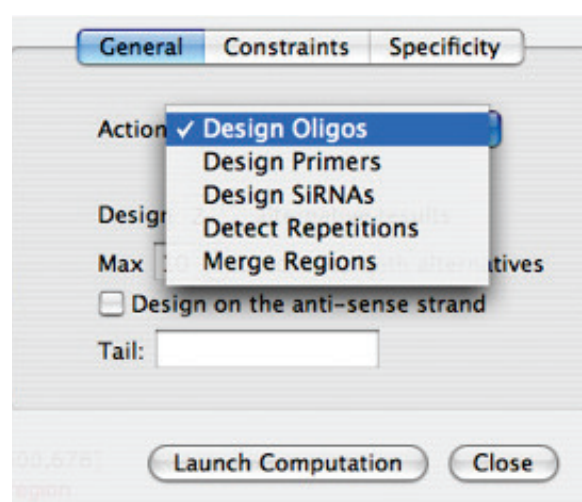 General Constraints Specificity
Action ✓ Design Oligos
Design Primers
Design SiRNAs
Design
Detect Repetitions
Max Merge Regions
Design on the anti-sense strand
Tail:
Launch Computation Close